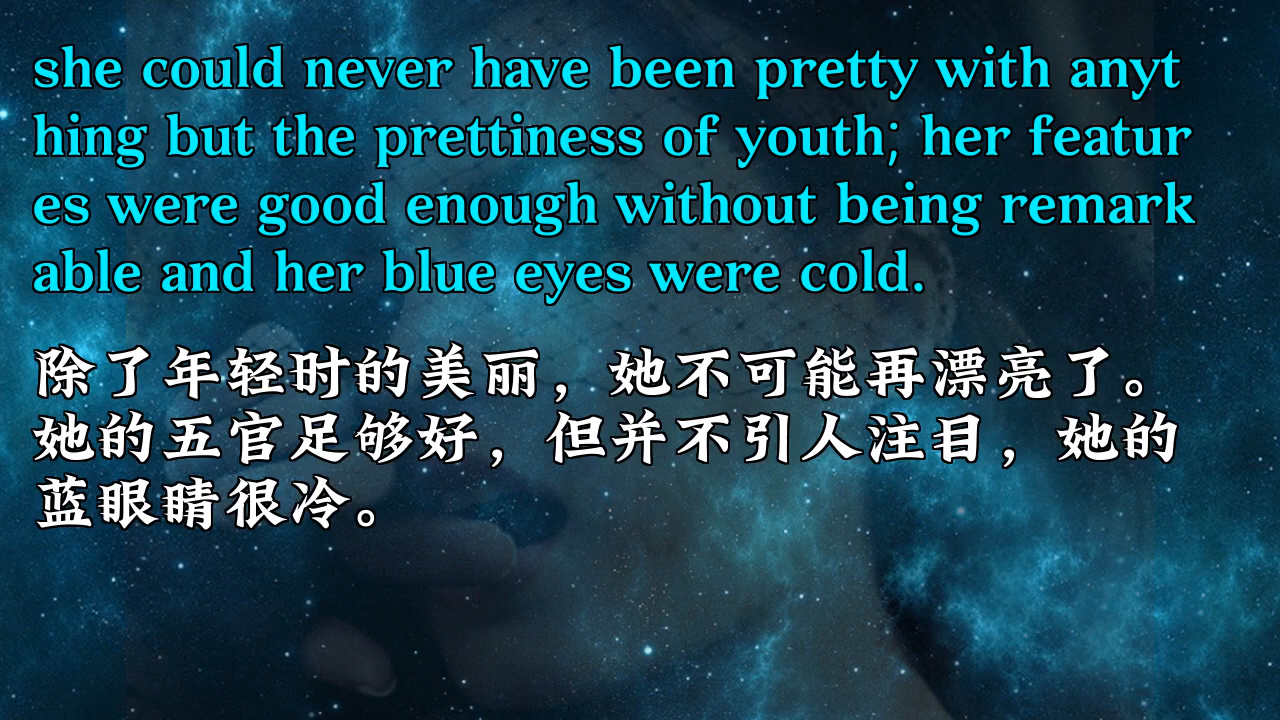 she could never have been pretty with anyt
hing but the prettiness of youth; her featur
es were good enough without being remark
able and her blue eyes were cold.
除了年轻时的美丽，她不可能再漂亮了。
她的五官足够好，但并不引人注目，她的
蓝眼睛很冷。